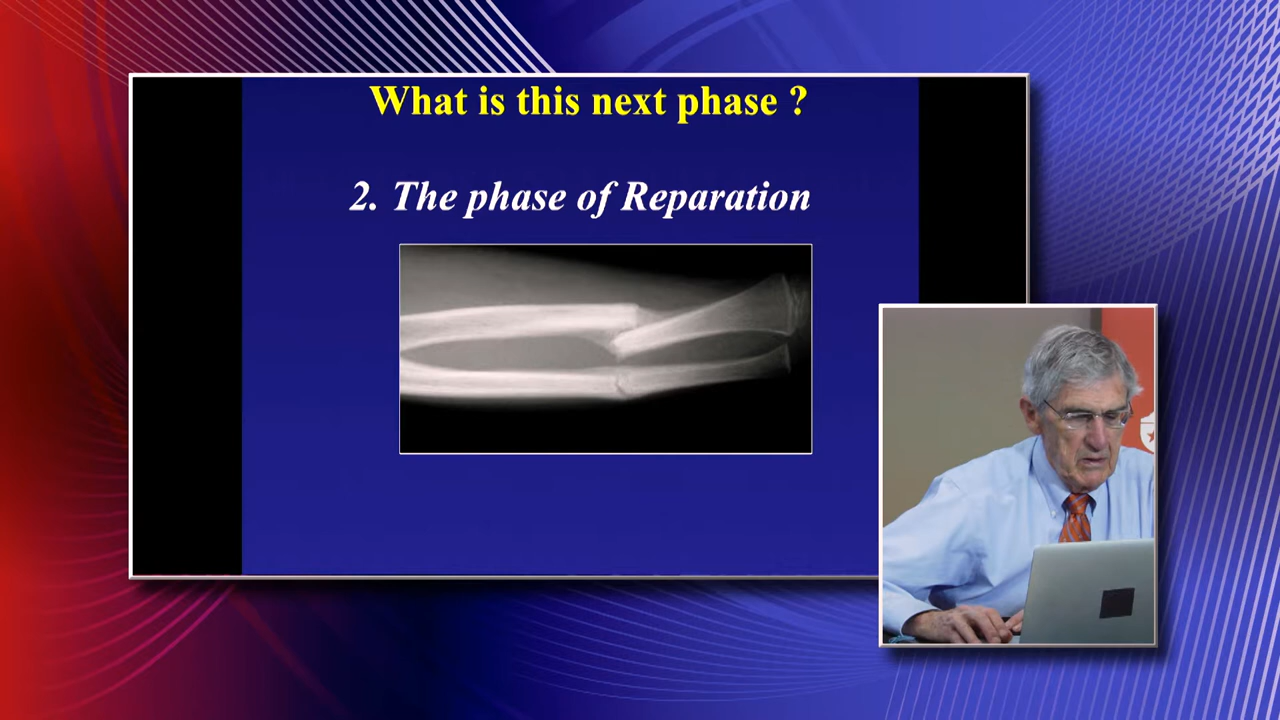 What is this next phase ?
2. The phase of Reparation